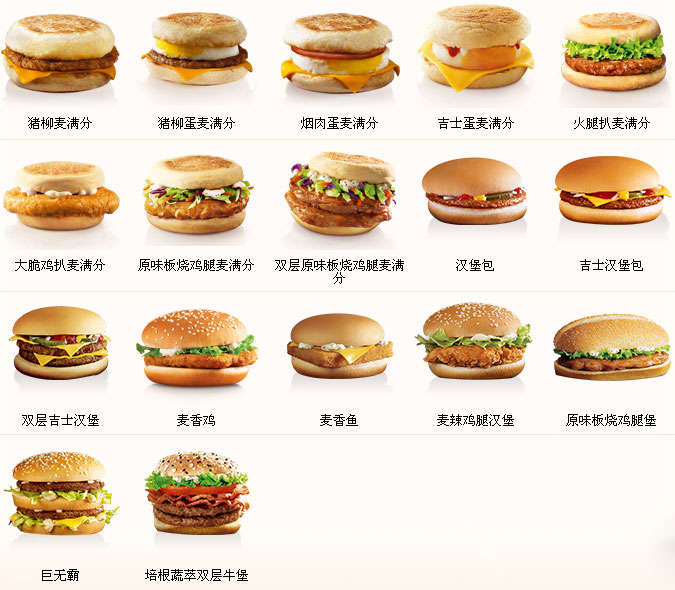 猪柳麦满分
猪柳蛋麦满分
烟肉蛋麦满分
吉士蛋麦满分
火腿扒麦满分
大脆鸡扒麦满分
原味板烧鸡腿麦满分
双层原味板烧鸡腿麦满
分
汉堡包
吉士汉堡包
双层吉士汉堡
麦香鸡
麦香鱼
麦辣鸡腿汉堡
原味板烧鸡腿堡
巨无霸
培根蔬萃双层牛堡